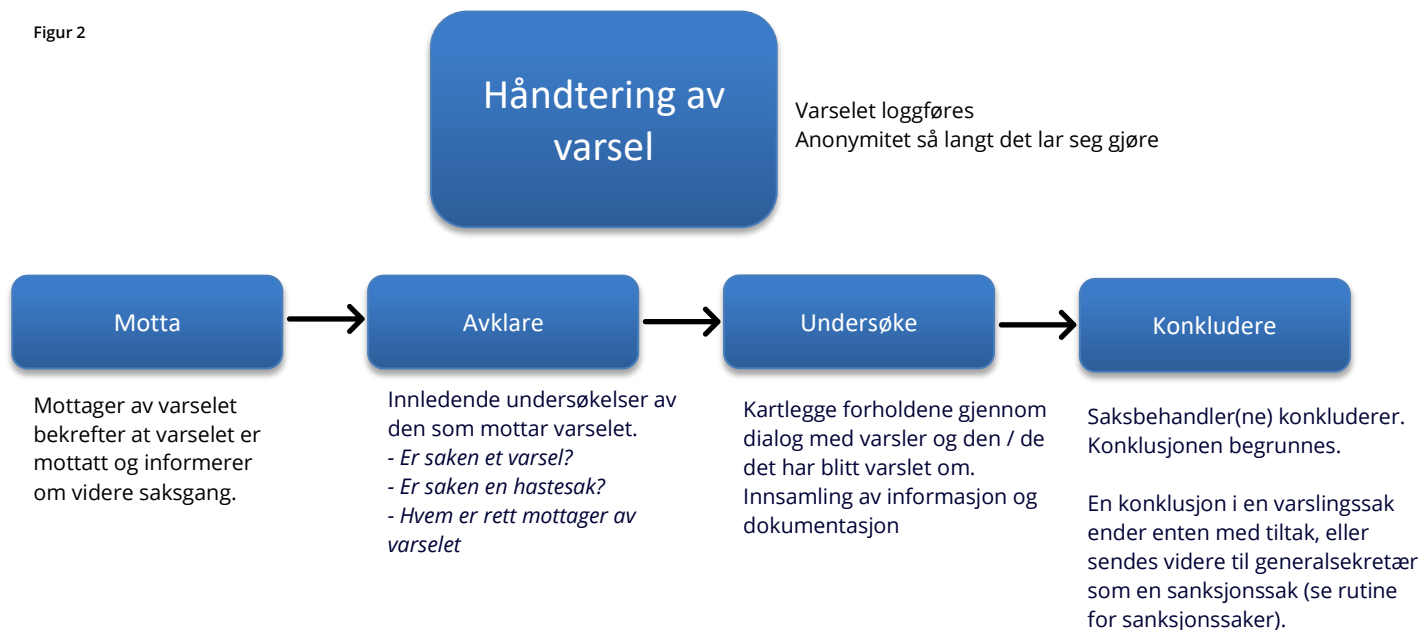 Figur 2
Håndtering av
varsel
Varselet loggføres
Anonymitet så langt det lar seg gjøre
Motta
Avklare
Undersøke
Konkludere
Mottager av varselet
bekrefter at varselet er
mottatt og informerer
om videre saksgang.
Innledende undersøkelser av
den som mottar varselet.
- Er saken et varsel?
- Er saken en hastesak?
- Hvem er rett mottager av
varselet
Kartlegge forholdene gjennom
dialog med varsler og den / de
det har blitt varslet om.
Innsamling av informasjon og
dokumentasjon
Saksbehandler(ne) konkluderer.
Konklusjonen begrunnes.
En konklusjon i en varslingssak
ender enten med tiltak, eller
sendes videre til generalsekretær
som en sanksjonssak (se rutine
for sanksjonssaker).